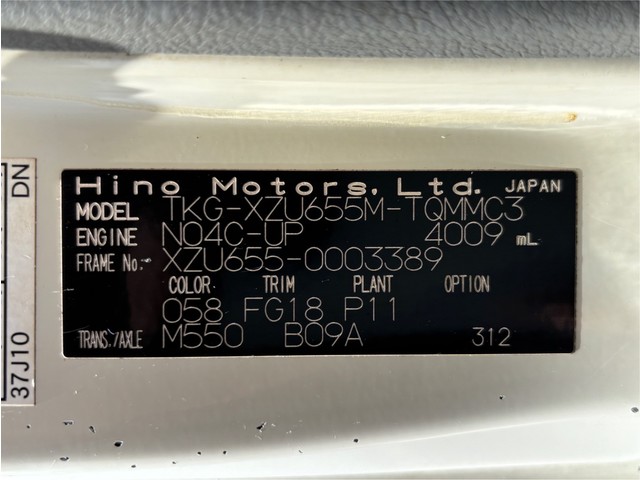 Hino Motors, Ltd. JAPAN
MODEL TKG-XZU655M-TQMMC3
ENGINE N04C-UP 4009 mL
FRAME No. XZU655-0003389
COLOR TRIM PLANT OPTION
058 FG18 P11
TRANS./AXLE M550 B09A 312
DN
37J10